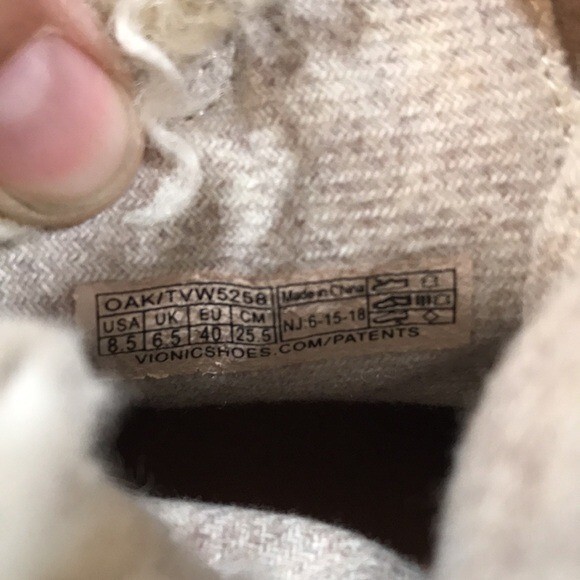 OAK/TVW5258
USA UK EU CM
8.5 6.5 40 25.5
Made in China
NJ 6-15-18
VIONICSHOES.COM/PATENTS